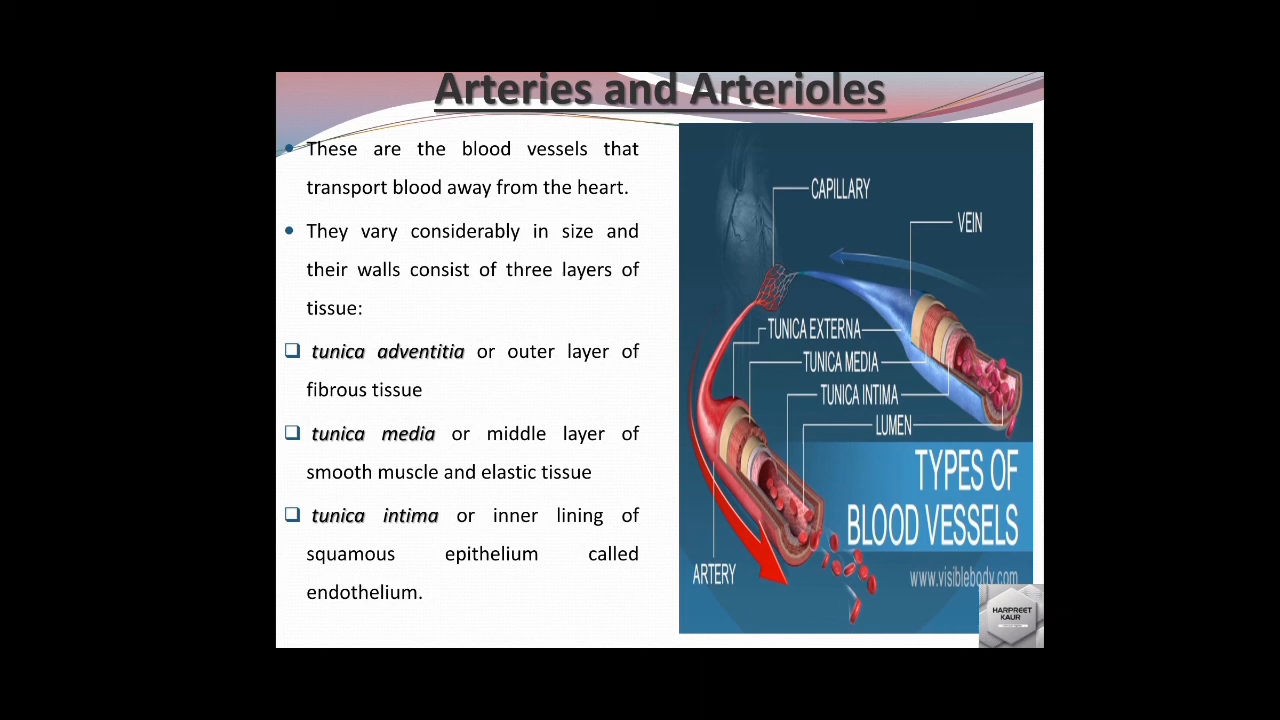 Arteries and Arterioles
These are the blood vessels that
transport blood away from the heart.
They vary considerably in size and
their walls consist of three layers of
tissue:
tunica adventitia or outer layer of
fibrous tissue
tunica media or middle layer of
smooth muscle and elastic tissue
tunica intima or inner lining of
squamous epithelium called
endothelium.
CAPILLARY
VEIN
TUNICA EXTERNA
TUNICA MEDIA
TUNICA INTIMA
LUMEN
TYPES OF
BLOOD VESSELS
ARTERY
www.visiblebody.com
HARPREET
KAUR